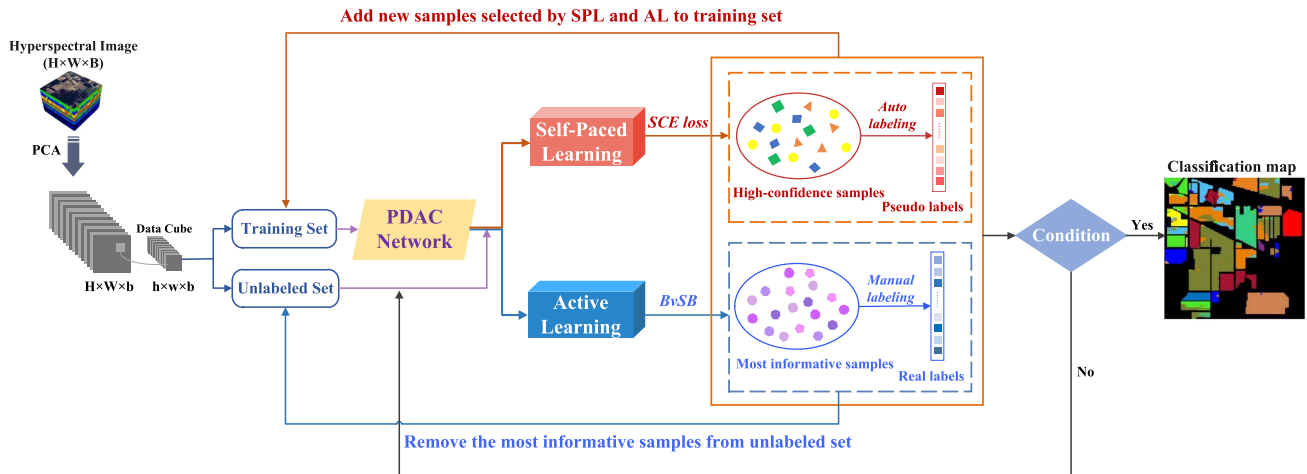 Add new samples selected by SPL and AL to training set
Hyperspectral Image
(H×W×B)
PCA
H×W×b
Data Cube
h×w×b
Training Set
Unlabeled Set
PDAC
Network
Self-Paced
Learning
SCE loss
Auto
labeling
High-confidence samples
Pseudo labels
Active
Learning
BvSB
Manual
labeling
Most informative samples
Real labels
Condition
Yes
No
Classification map
Remove the most informative samples from unlabeled set